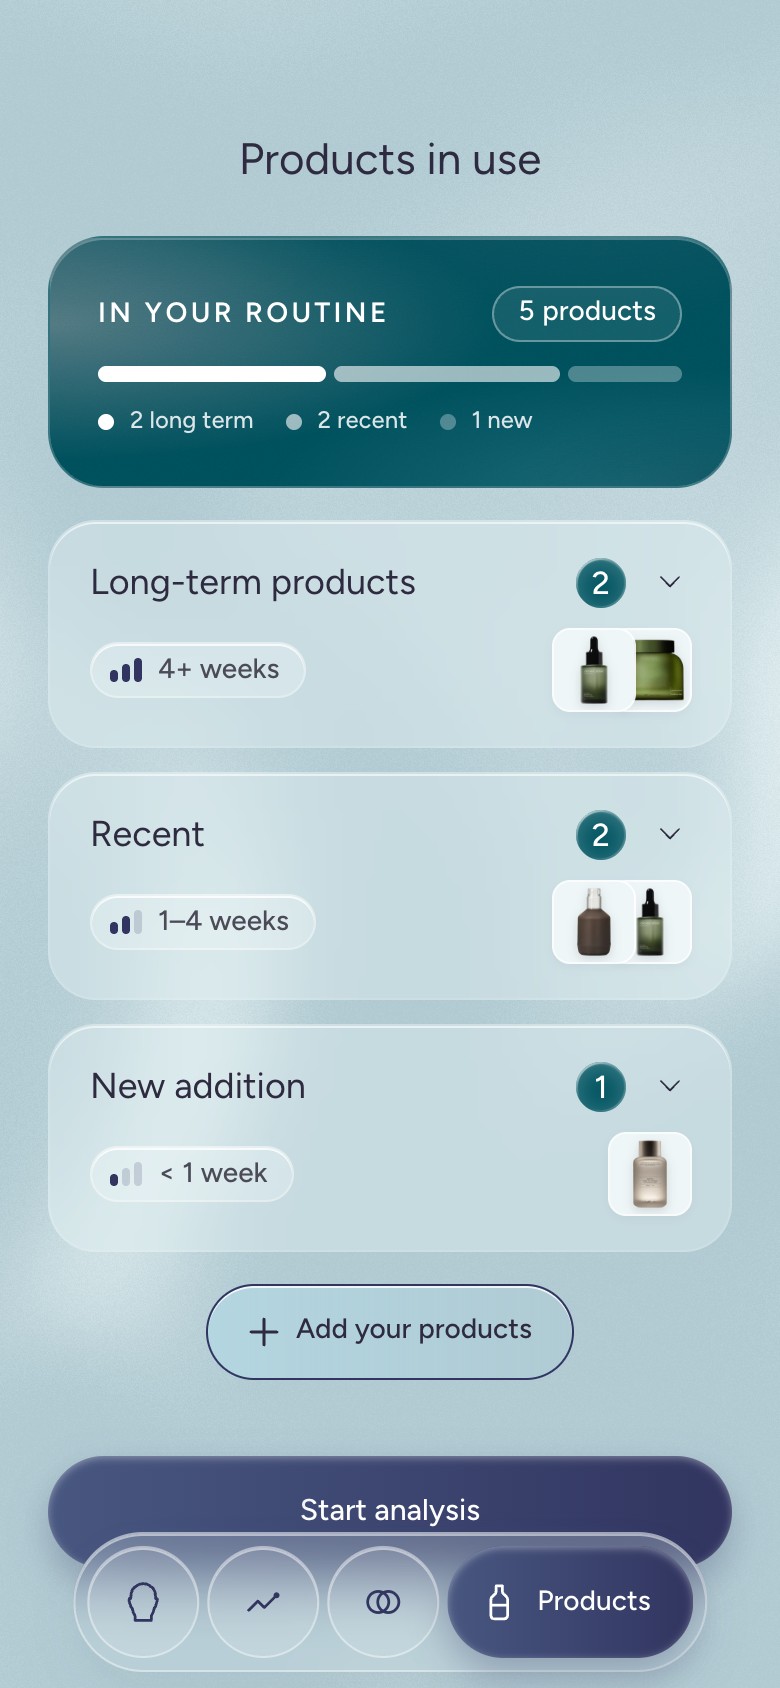 Products in use
IN YOUR ROUTINE
5 products
2 long term
2 recent
1 new
Long-term products
2
4+ weeks
Recent
2
1–4 weeks
New addition
1
< 1 week
Add your products
Start analysis
Products